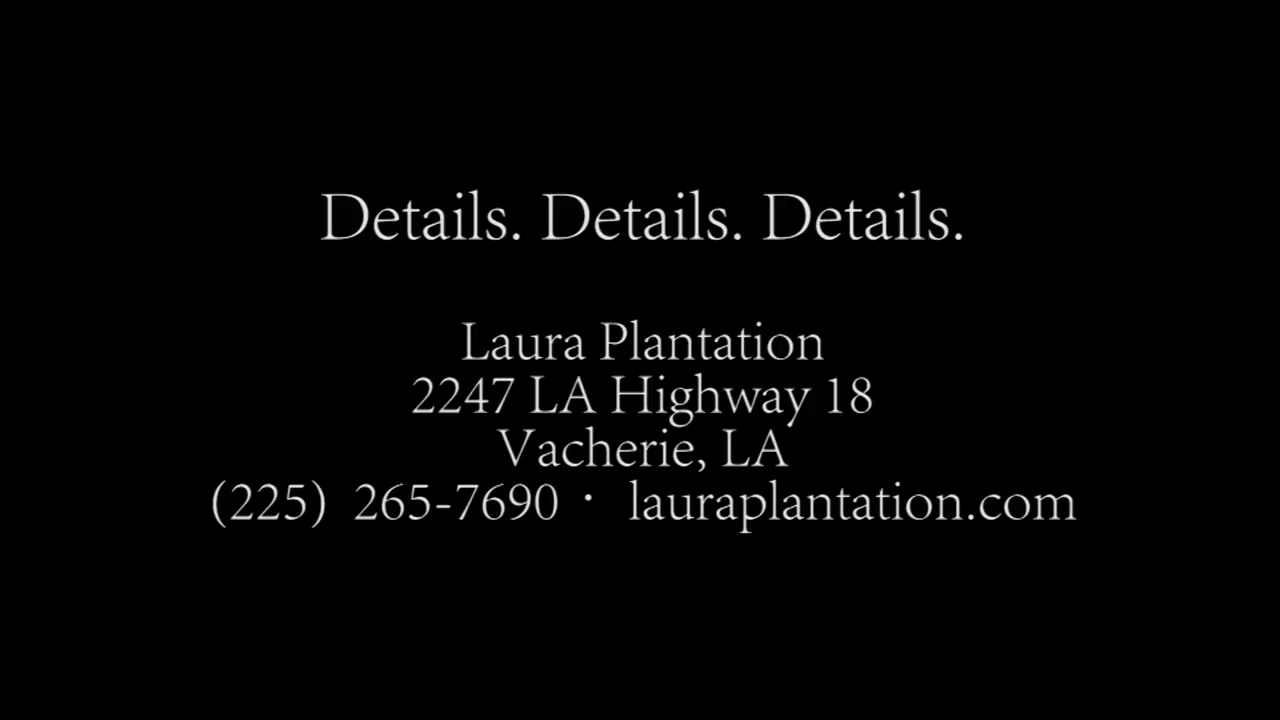 Details. Details. Details.
Laura Plantation
2247 LA Highway 18
Vacherie, LA
(225) 265-7690 · lauraplantation.com